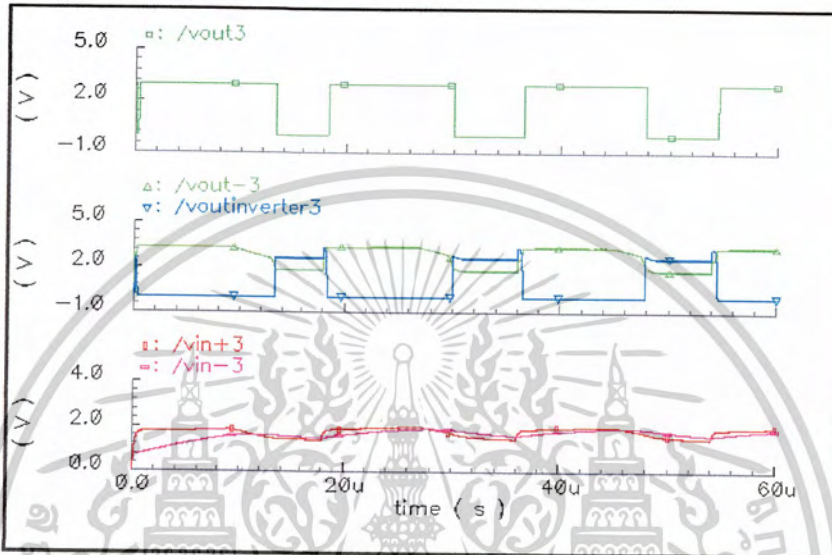 ▫: /vout3
5.0
2.0
-1.0
(V)
▵: /vout-3
▿: /voutinverter3
5.0
2.0
-1.0
(V)
▯: /vin+3
▭: /vin-3
4.0
2.0
0.0
(V)
0.0 20u 40u 60u
time ( s )